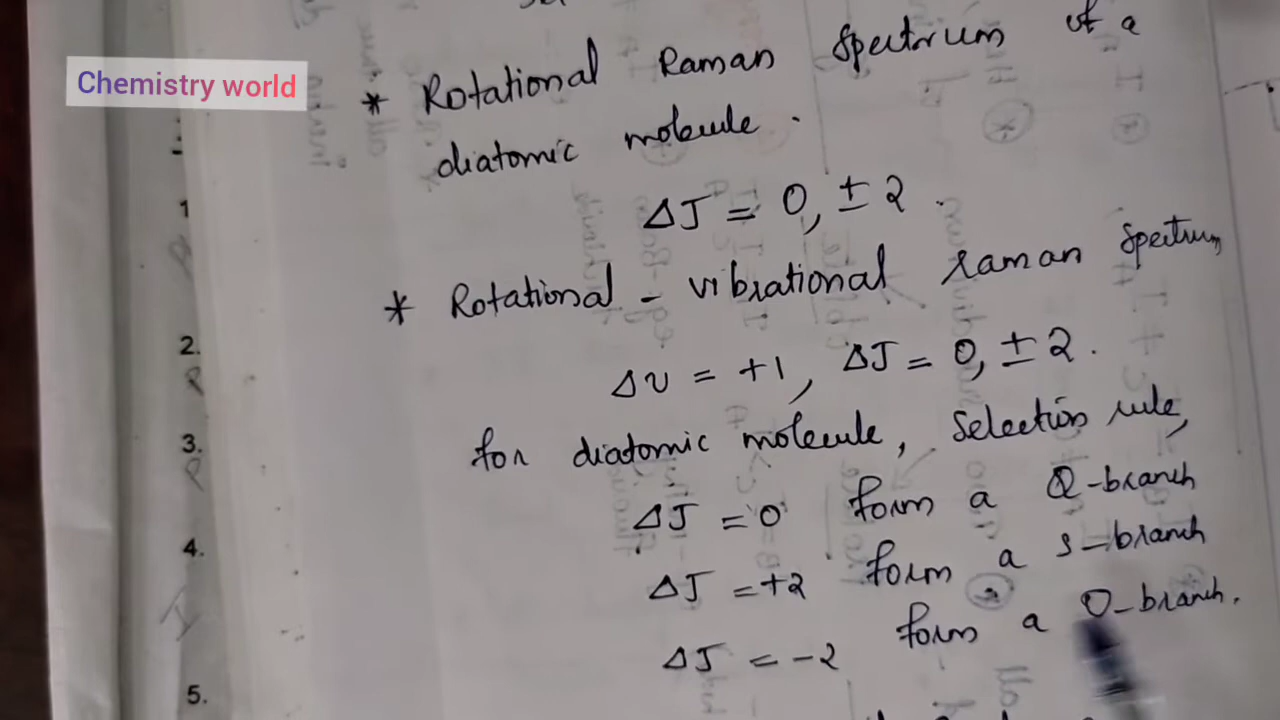 Chemistry world
* Rotational Raman Spectrum of a
diatomic molecule.
ΔJ = 0, ± 2.
* Rotational - vibrational raman Spectrum
Δv = +1, ΔJ = 0, ± 2.
for diatomic molecule, Selection rule,
ΔJ = 0 form a Q-branch
ΔJ = +2 form a S-branch
ΔJ = -2 form a O-branch.
1
2.
3.
4.
5.